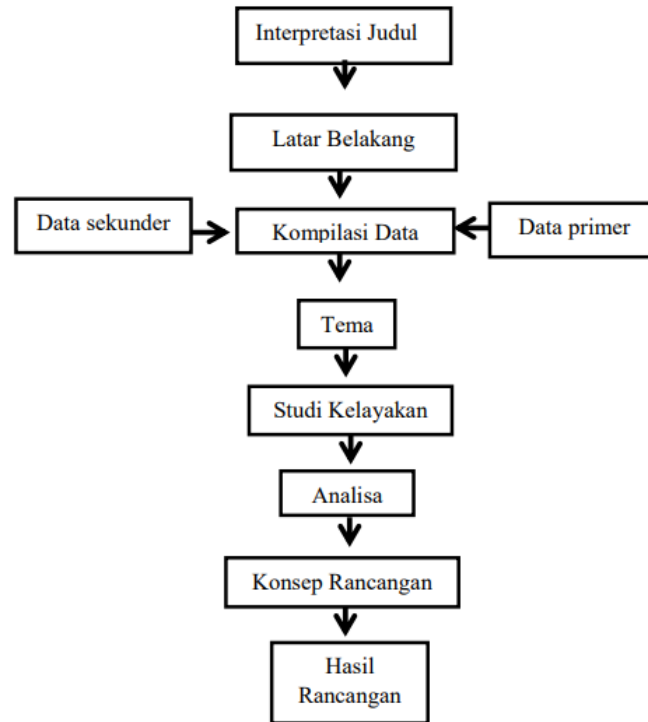 Interpretasi Judul
Latar Belakang
Data sekunder
Kompilasi Data
Data primer
Tema
Studi Kelayakan
Analisa
Konsep Rancangan
Hasil
Rancangan